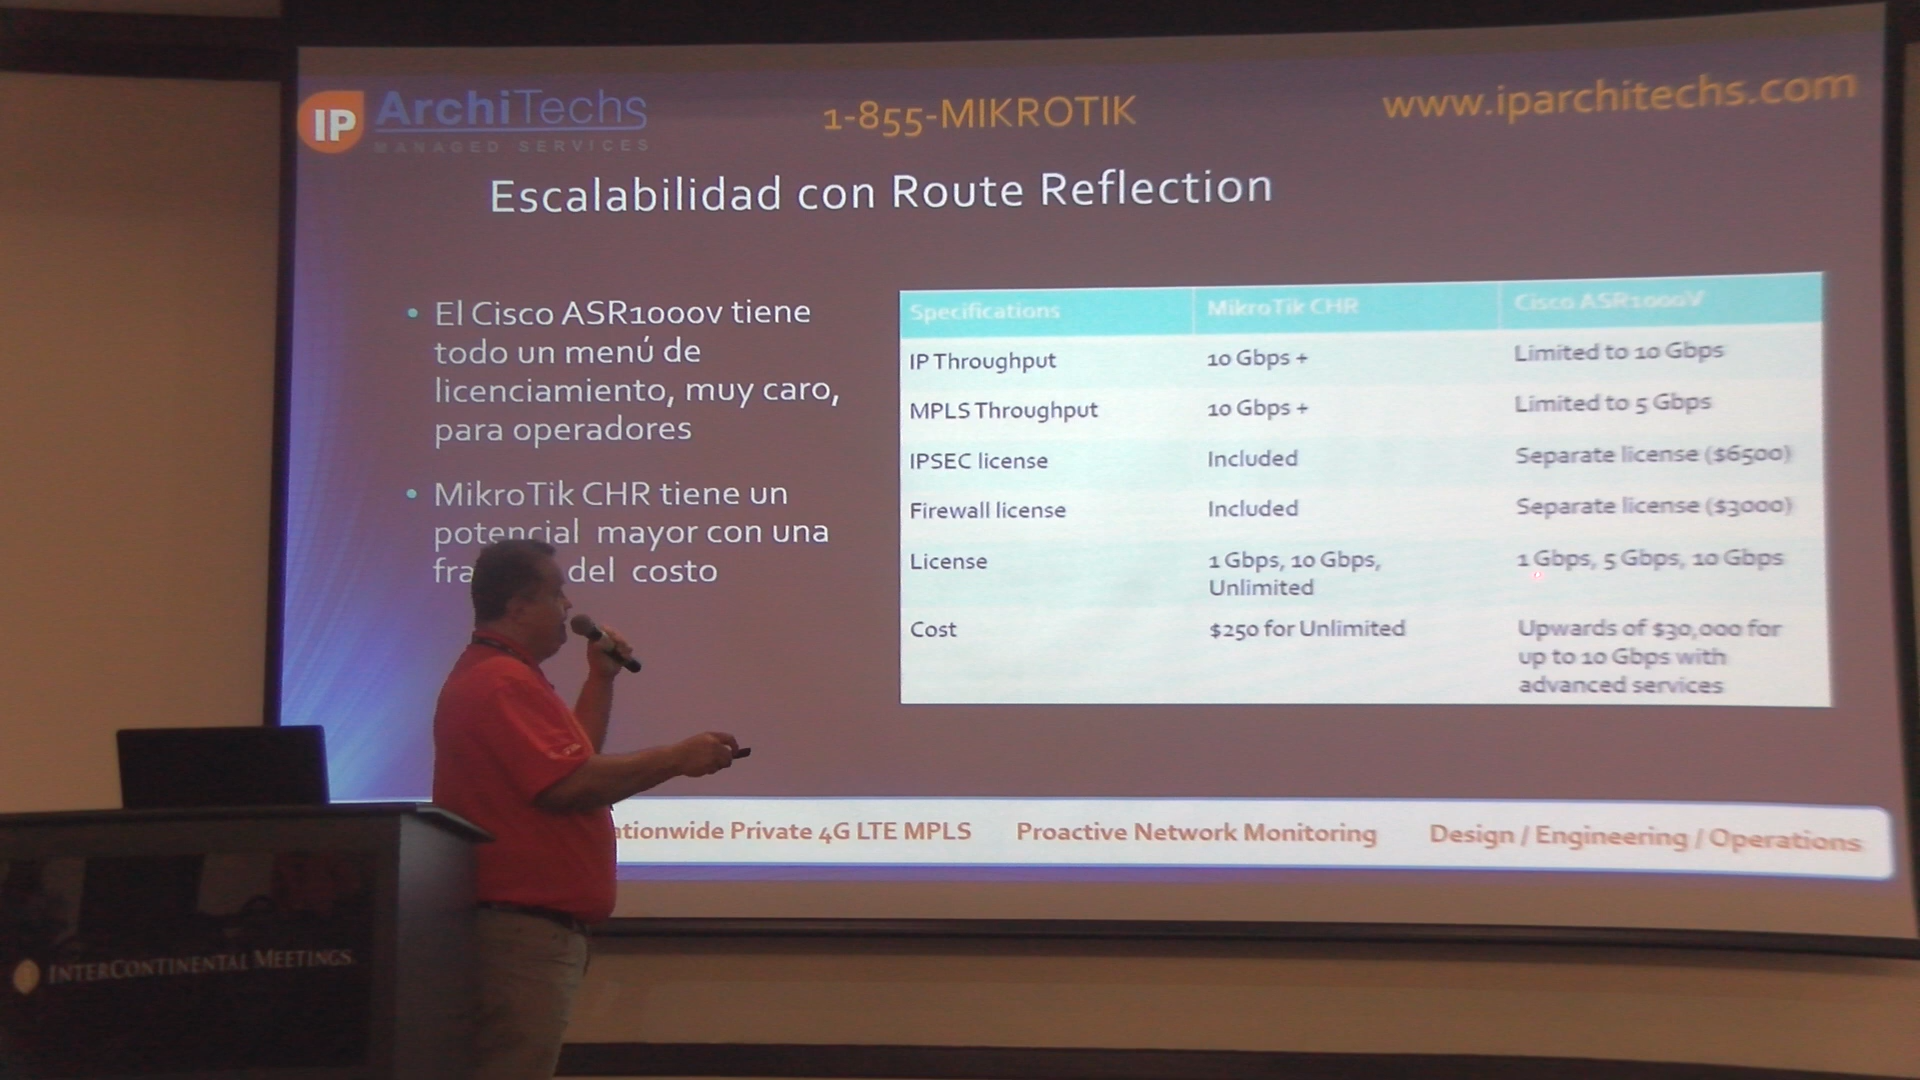 IP ArchiTechs
MANAGED SERVICES
1-855-MIKROTIK
www.iparchitechs.com
Escalabilidad con Route Reflection
• El Cisco ASR1000v tiene
todo un menú de
licenciamiento, muy caro,
para operadores
• MikroTik CHR tiene un
potencial mayor con una
del costo
Specifications MikroTik CHR Cisco ASR1000V
IP Throughput 10 Gbps + Limited to 10 Gbps
MPLS Throughput 10 Gbps + Limited to 5 Gbps
IPSEC license Included Separate license ($6500)
Firewall license Included Separate license ($3000)
License 1 Gbps, 10 Gbps, 1 Gbps, 5 Gbps, 10 Gbps
Unlimited
Cost $250 for Unlimited Upwards of $30,000 for
up to 10 Gbps with
advanced services
Private 4G LTE MPLS Proactive Network Monitoring Design / Engineering / Operations
INTERCONTINENTAL MEETINGS